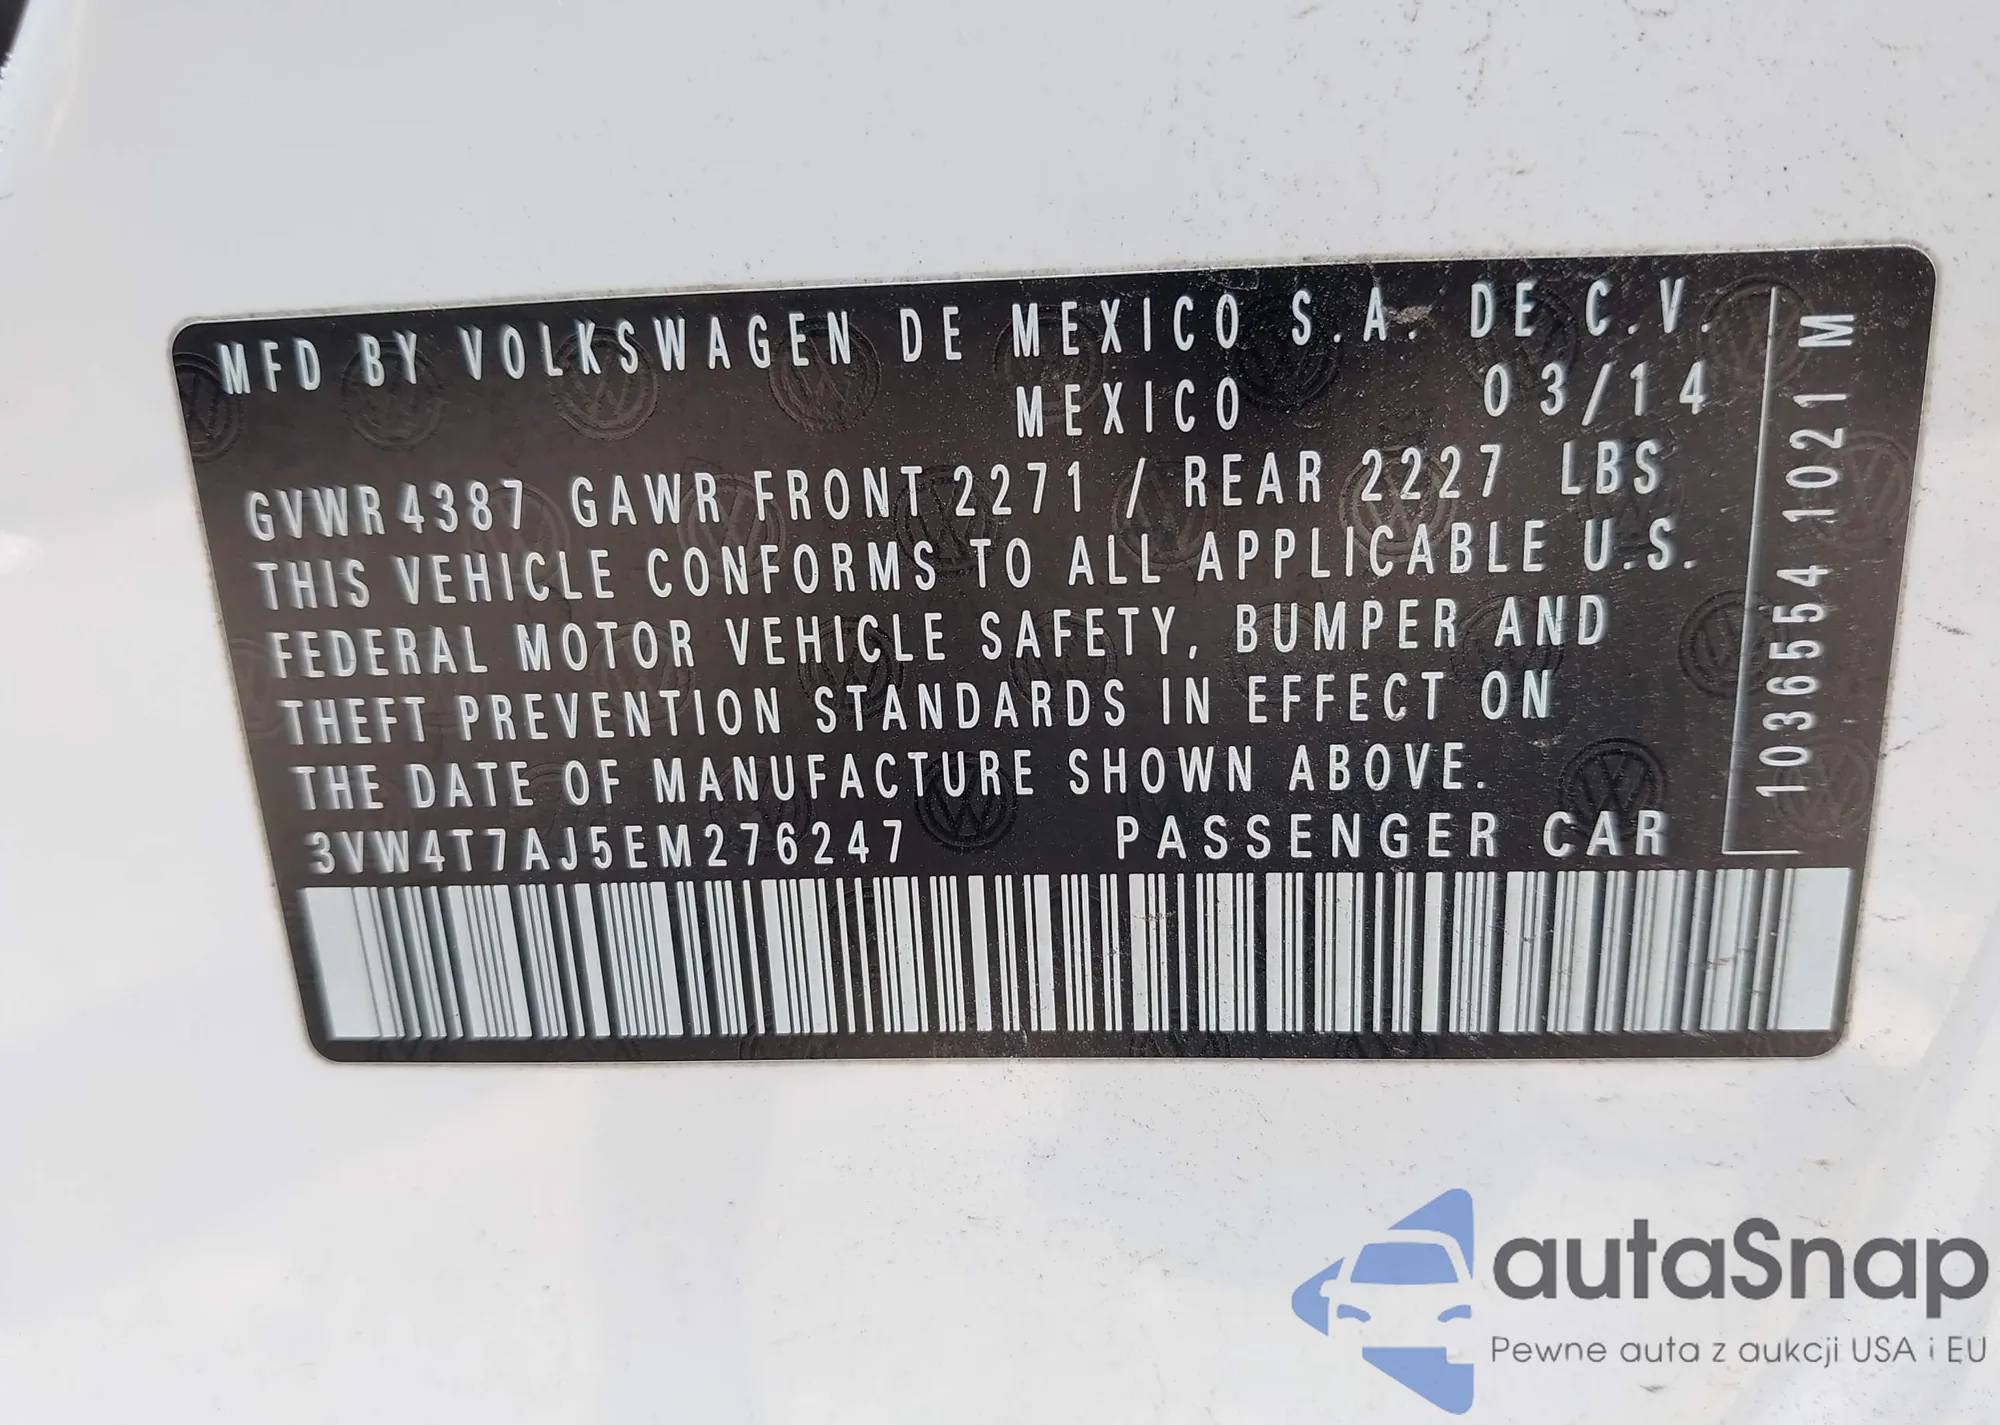 MFD BY VOLKSWAGEN DE MEXICO S.A. DE C.V.
MEXICO 03/14
GVWR 4387 GAWR FRONT 2271 / REAR 2227 LBS
THIS VEHICLE CONFORMS TO ALL APPLICABLE U.S.
FEDERAL MOTOR VEHICLE SAFETY, BUMPER AND
THEFT PREVENTION STANDARDS IN EFFECT ON
THE DATE OF MANUFACTURE SHOWN ABOVE.
3VW4T7AJ5EM276247 PASSENGER CAR
1036554 1021 M
autaSnap
Pewne auta z aukcji USA i EU